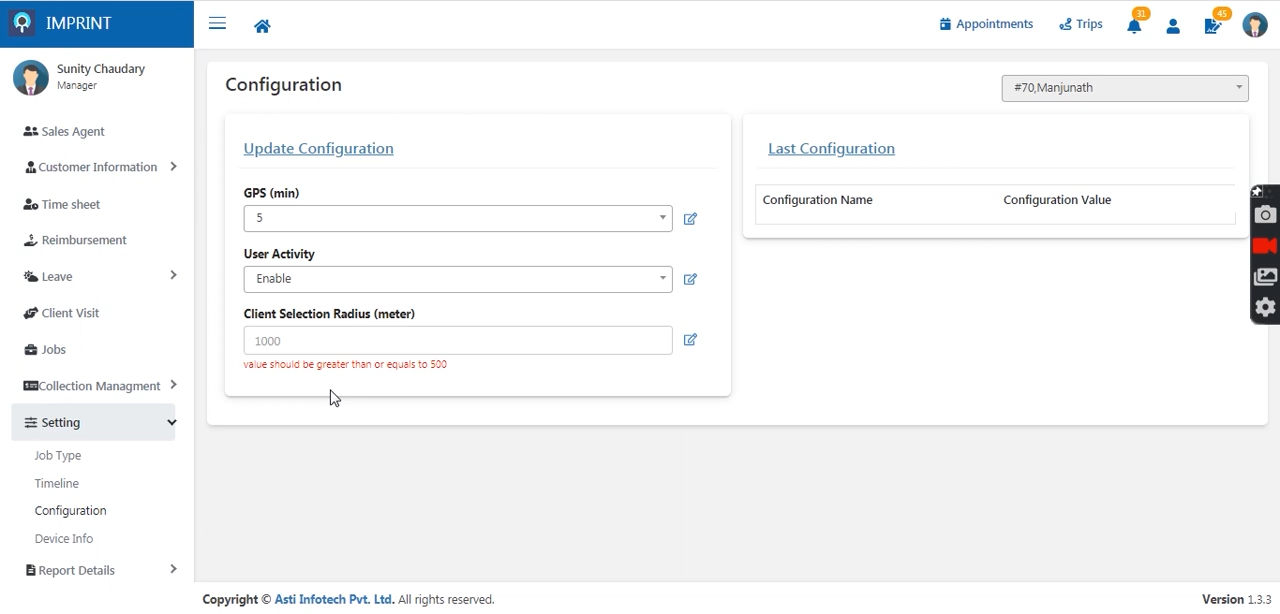 IMPRINT
Appointments
Trips
31
45
Sunity Chaudary
Manager
Sales Agent
Customer Information
Time sheet
Reimbursement
Leave
Client Visit
Jobs
Collection Managment
Setting
Job Type
Timeline
Configuration
Device Info
Report Details
Configuration
#70,Manjunath
Update Configuration
GPS (min)
5
User Activity
Enable
Client Selection Radius (meter)
1000
value should be greater than or equals to 500
Last Configuration
Configuration Name Configuration Value
Copyright © Asti Infotech Pvt. Ltd. All rights reserved.
Version 1.3.3